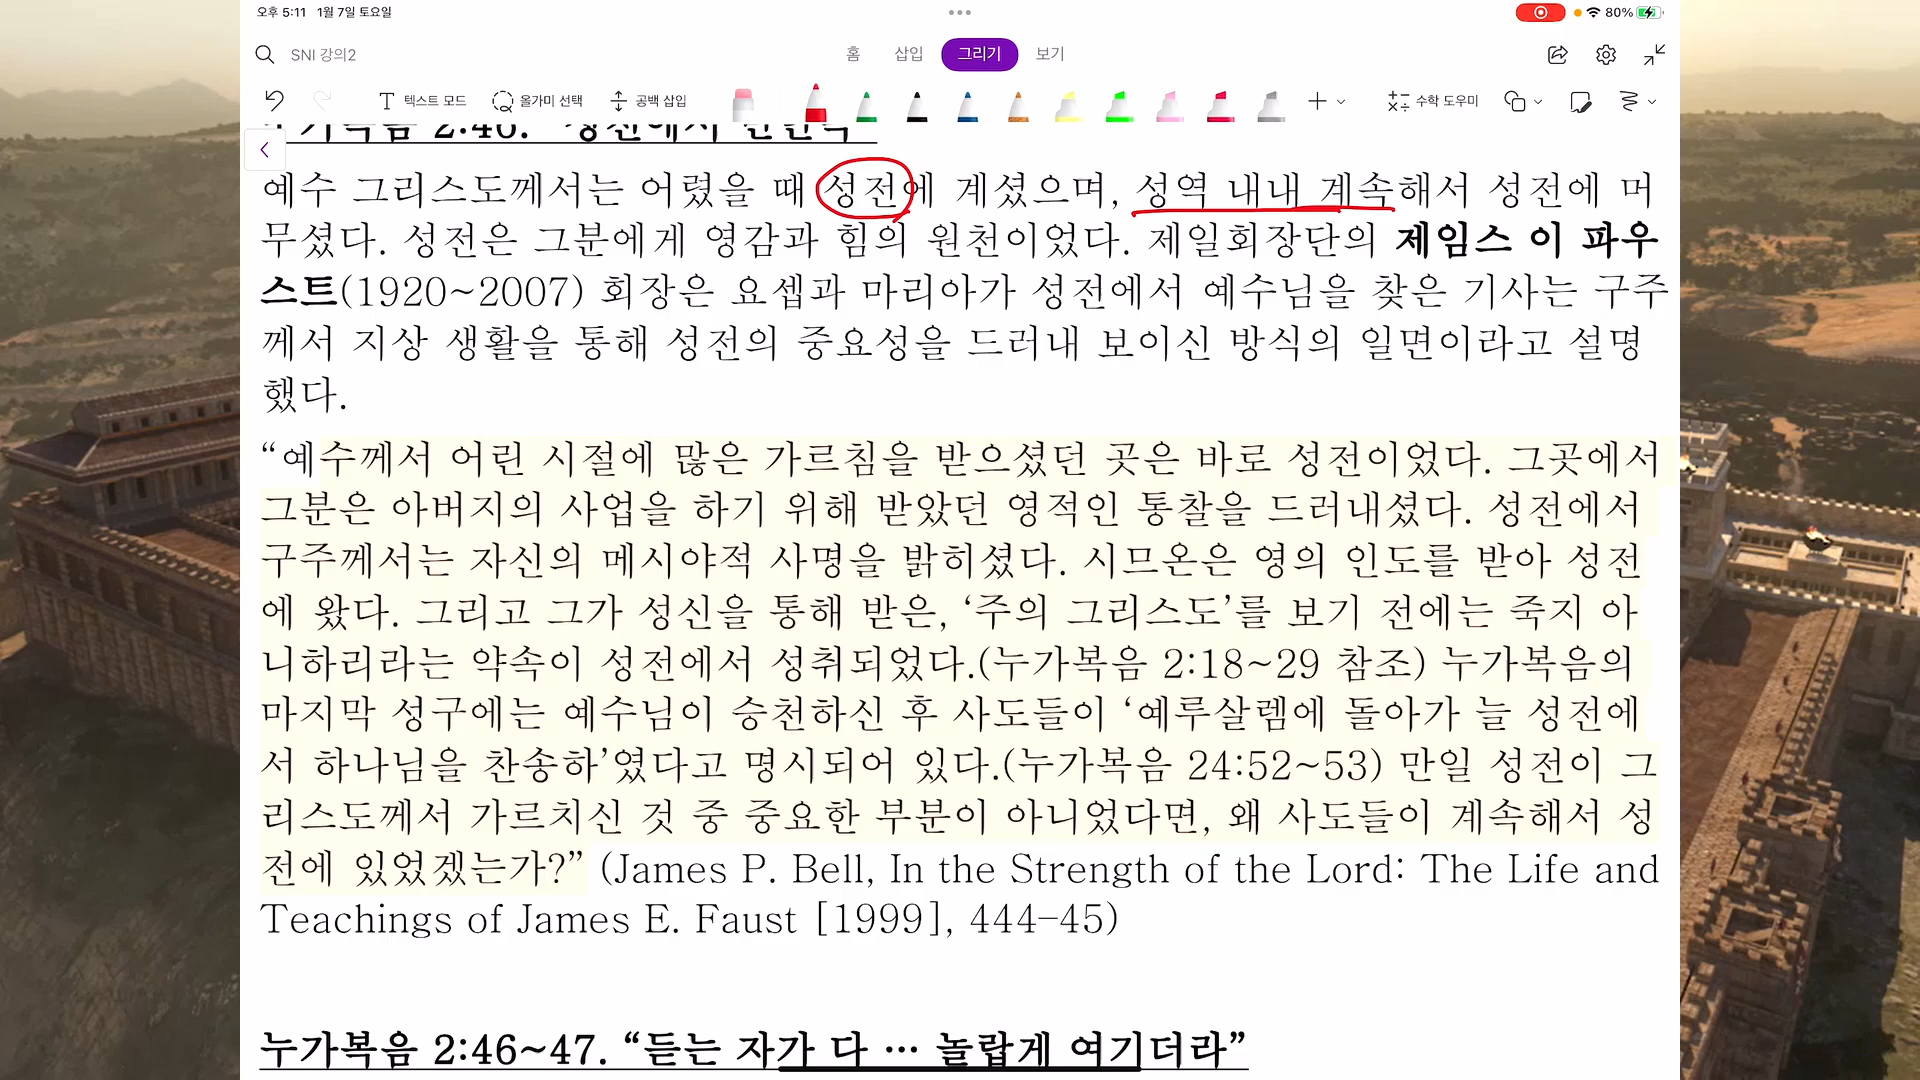 오후 5:11 1월 7일 토요일
80%
SNI 강의2
홈 삽입 그리기 보기
텍스트 모드 올가미 선택 공백 삽입 수학 도우미
예수 그리스도께서는 어렸을 때 성전에 계셨으며, 성역 내내 계속해서 성전에 머
무셨다. 성전은 그분에게 영감과 힘의 원천이었다. 제일회장단의 제임스 이 파우
스트(1920~2007) 회장은 요셉과 마리아가 성전에서 예수님을 찾은 기사는 구주
께서 지상 생활을 통해 성전의 중요성을 드러내 보이신 방식의 일면이라고 설명
했다.
“예수께서 어린 시절에 많은 가르침을 받으셨던 곳은 바로 성전이었다. 그곳에서
그분은 아버지의 사업을 하기 위해 받았던 영적인 통찰을 드러내셨다. 성전에서
구주께서는 자신의 메시야적 사명을 밝히셨다. 시므온은 영의 인도를 받아 성전
에 왔다. 그리고 그가 성신을 통해 받은, ‘주의 그리스도’를 보기 전에는 죽지 아
니하리라는 약속이 성전에서 성취되었다.(누가복음 2:18~29 참조) 누가복음의
마지막 성구에는 예수님이 승천하신 후 사도들이 ‘예루살렘에 돌아가 늘 성전에
서 하나님을 찬송하’였다고 명시되어 있다.(누가복음 24:52~53) 만일 성전이 그
리스도께서 가르치신 것 중 중요한 부분이 아니었다면, 왜 사도들이 계속해서 성
전에 있었겠는가?” (James P. Bell, In the Strength of the Lord: The Life and
Teachings of James E. Faust [1999], 444–45)
누가복음 2:46~47. “듣는 자가 다 … 놀랍게 여기더라”